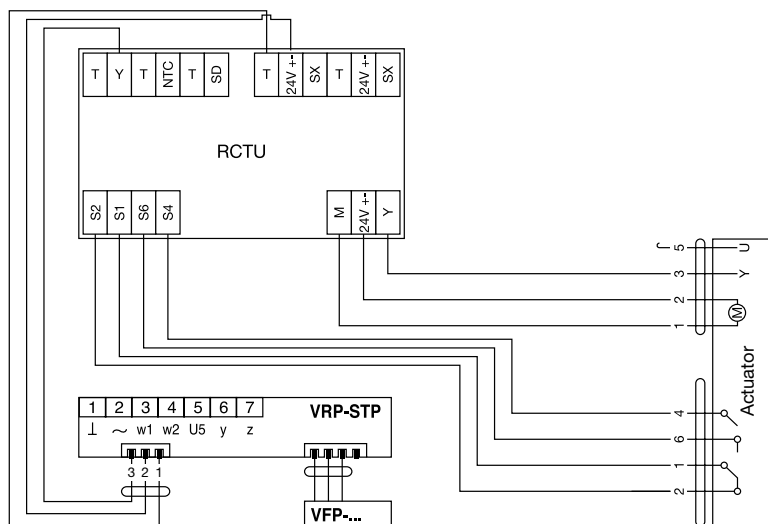 T Y T NTC T SD T 24V +- SX T 24V +- SX
RCTU
S2 S1 S6 S4 M 24V +- Y
5 U
3 Y
2
M
1
Actuator
4
6
1
2
1 2 3 4 5 6 7 VRP-STP
⊥ ~ w1 w2 U5 y z
3 2 1
VFP-...